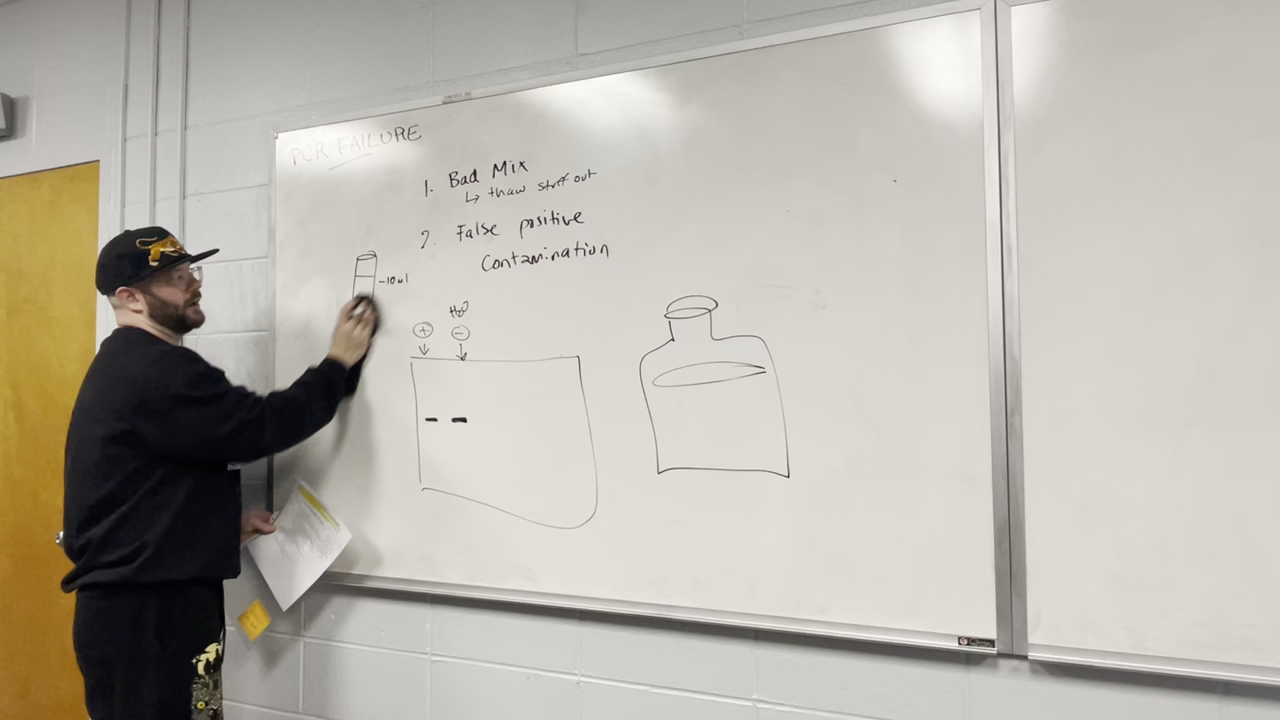 PCR FAILURE
1. Bad Mix
↳ thaw stuff out
2. False positive
Contamination
-10ul
H2O
+ -